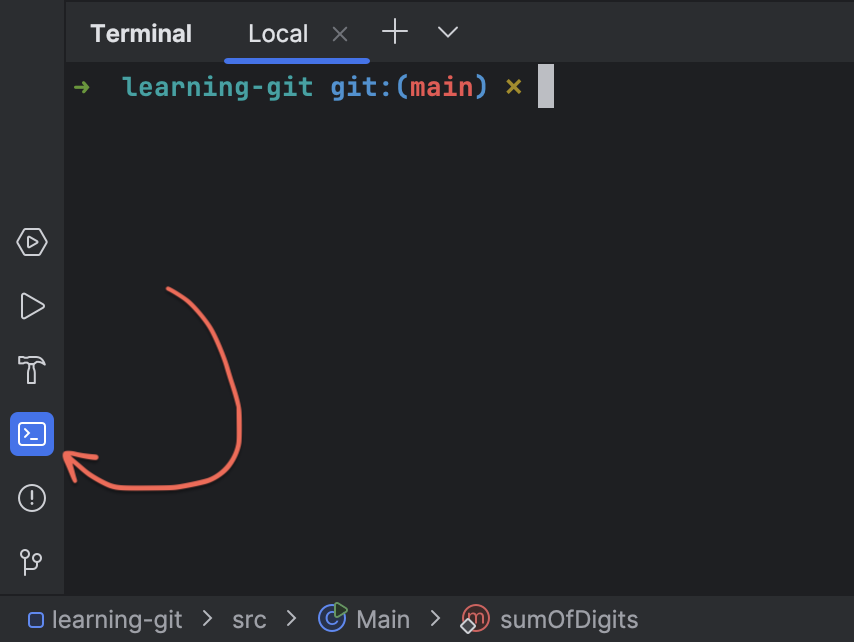 Terminal Local
➜ learning-git git:(main) ✗
learning-git > src > Main > sumOfDigits